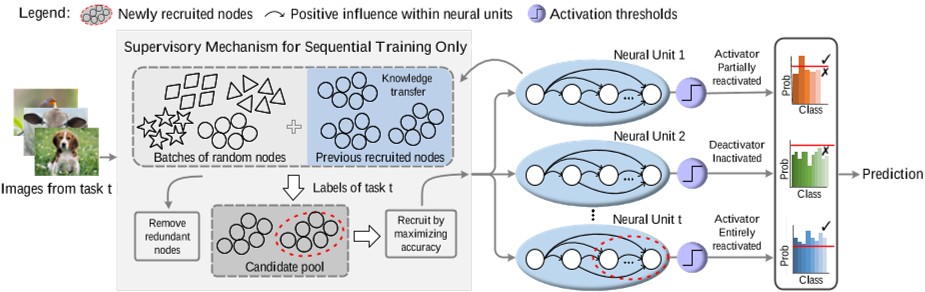 Legend: Newly recruited nodes Positive influence within neural units Activation thresholds
Supervisory Mechanism for Sequential Training Only
Knowledge
transfer
Batches of random nodes
Previous recruited nodes
Images from task t
Labels of task t
Remove
redundant
nodes
Candidate pool
Recruit by
maximizing
accuracy
Neural Unit 1
Activator
Partially
reactivated
Prob
Class
Neural Unit 2
Deactivator
Inactivated
Prob
Class
Prediction
Neural Unit t
Activator
Entirely
reactivated
Prob
Class